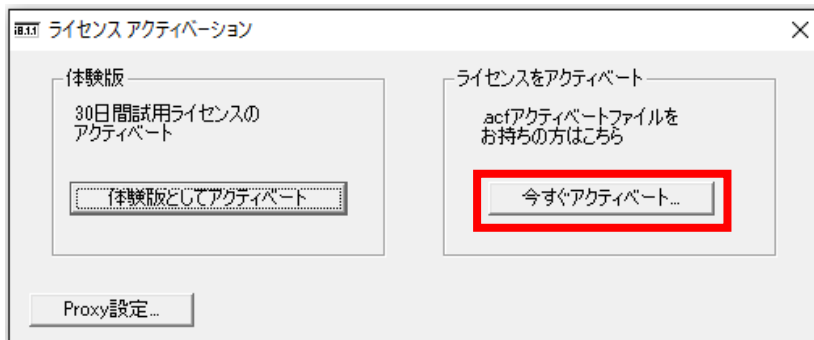 i8.1.1 ライセンス アクティベーション
体験版
30日間試用ライセンスの
アクティベート
体験版としてアクティベート
ライセンスをアクティベート
.acfアクティベートファイルを
お持ちの方はこちら
今すぐアクティベート...
Proxy設定...